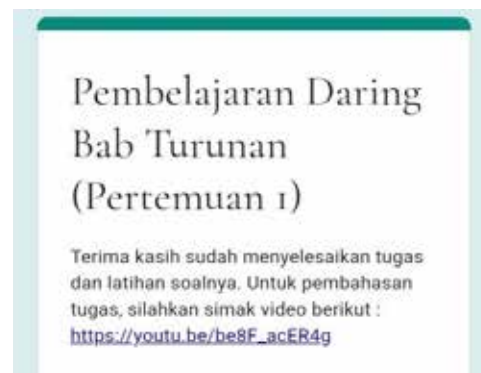 Pembelajaran Daring
Bab Turunan
(Pertemuan 1)
Terima kasih sudah menyelesaikan tugas
dan latihan soalnya. Untuk pembahasan
tugas, silahkan simak video berikut :
https://youtu.be/be8F_acER4g